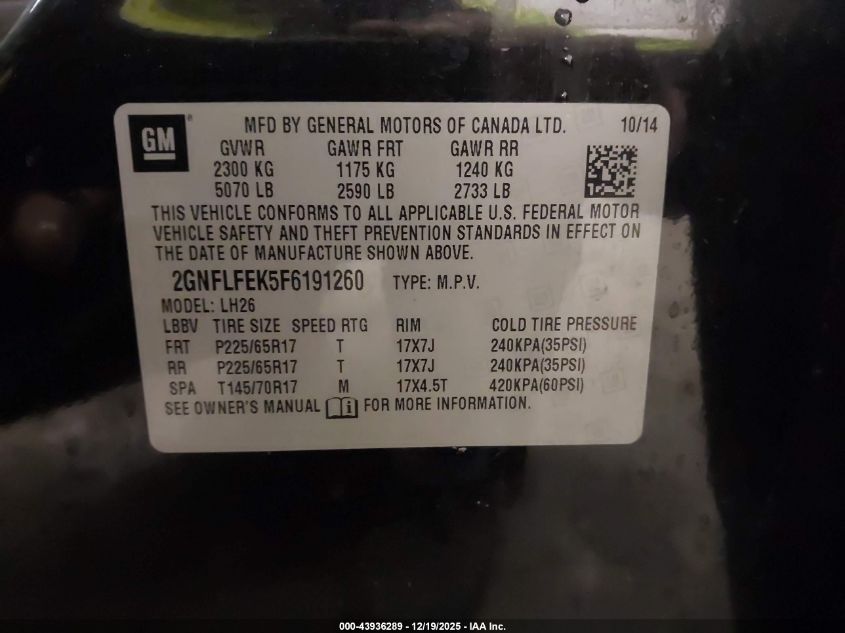 GM
MFD BY GENERAL MOTORS OF CANADA LTD. 10/14
GVWR GAWR FRT GAWR RR
2300 KG 1175 KG 1240 KG
5070 LB 2590 LB 2733 LB
THIS VEHICLE CONFORMS TO ALL APPLICABLE U.S. FEDERAL MOTOR
VEHICLE SAFETY AND THEFT PREVENTION STANDARDS IN EFFECT ON
THE DATE OF MANUFACTURE SHOWN ABOVE.
2GNFLFEK5F6191260 TYPE: M.P.V.
MODEL: LH26
LBBV TIRE SIZE SPEED RTG RIM COLD TIRE PRESSURE
FRT P225/65R17 T 17X7J 240KPA(35PSI)
RR P225/65R17 T 17X7J 240KPA(35PSI)
SPA T145/70R17 M 17X4.5T 420KPA(60PSI)
SEE OWNER'S MANUAL i FOR MORE INFORMATION.
000-43936289 - 12/19/2025 - IAA Inc.